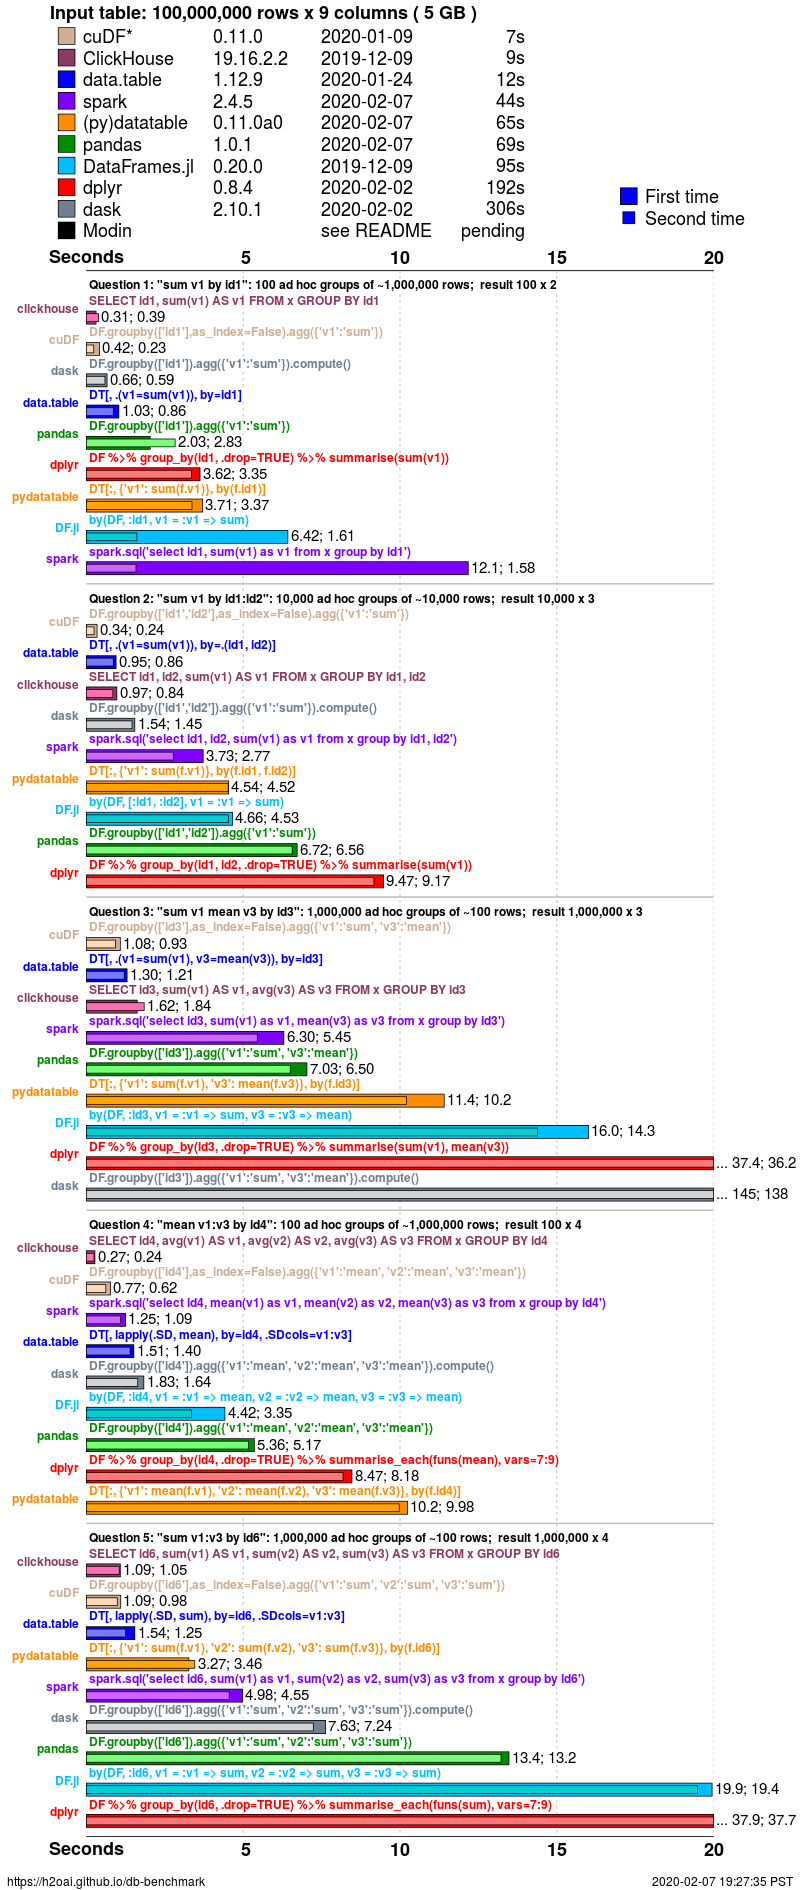 Input table: 100,000,000 rows x 9 columns ( 5 GB )
cuDF* 0.11.0 2020-01-09 7s
ClickHouse 19.16.2.2 2019-12-09 9s
data.table 1.12.9 2020-01-24 12s
spark 2.4.5 2020-02-07 44s
(py)datatable 0.11.0a0 2020-02-07 65s
pandas 1.0.1 2020-02-07 69s
DataFrames.jl 0.20.0 2019-12-09 95s
dplyr 0.8.4 2020-02-02 192s
dask 2.10.1 2020-02-02 306s
Modin see README pending
First time
Second time
Seconds 5 10 15 20
Question 1: "sum v1 by id1": 100 ad hoc groups of ~1,000,000 rows; result 100 x 2
SELECT id1, sum(v1) AS v1 FROM x GROUP BY id1
clickhouse 0.31; 0.39
DF.groupby(['id1'],as_index=False).agg({'v1':'sum'})
cuDF 0.42; 0.23
DF.groupby(['id1']).agg({'v1':'sum'}).compute()
dask 0.66; 0.59
DT[, .(v1=sum(v1)), by=id1]
data.table 1.03; 0.86
DF.groupby(['id1']).agg({'v1':'sum'})
pandas 2.03; 2.83
DF %>% group_by(id1, .drop=TRUE) %>% summarise(sum(v1))
dplyr 3.62; 3.35
DT[:, {'v1': sum(f.v1)}, by(f.id1)]
pydatatable 3.71; 3.37
by(DF, :id1, v1 = :v1 => sum)
DF.jl 6.42; 1.61
spark.sql('select id1, sum(v1) as v1 from x group by id1')
spark 12.1; 1.58
Question 2: "sum v1 by id1:id2": 10,000 ad hoc groups of ~10,000 rows; result 10,000 x 3
DF.groupby(['id1','id2'],as_index=False).agg({'v1':'sum'})
cuDF 0.34; 0.24
DT[, .(v1=sum(v1)), by=.(id1, id2)]
data.table 0.95; 0.86
SELECT id1, id2, sum(v1) AS v1 FROM x GROUP BY id1, id2
clickhouse 0.97; 0.84
DF.groupby(['id1','id2']).agg({'v1':'sum'}).compute()
dask 1.54; 1.45
spark.sql('select id1, id2, sum(v1) as v1 from x group by id1, id2')
spark 3.73; 2.77
DT[:, {'v1': sum(f.v1)}, by(f.id1, f.id2)]
pydatatable 4.54; 4.52
by(DF, [:id1, :id2], v1 = :v1 => sum)
DF.jl 4.66; 4.53
DF.groupby(['id1','id2']).agg({'v1':'sum'})
pandas 6.72; 6.56
DF %>% group_by(id1, id2, .drop=TRUE) %>% summarise(sum(v1))
dplyr 9.47; 9.17
Question 3: "sum v1 mean v3 by id3": 1,000,000 ad hoc groups of ~100 rows; result 1,000,000 x 3
DF.groupby(['id3'],as_index=False).agg({'v1':'sum', 'v3':'mean'})
cuDF 1.08; 0.93
DT[, .(v1=sum(v1), v3=mean(v3)), by=id3]
data.table 1.30; 1.21
SELECT id3, sum(v1) AS v1, avg(v3) AS v3 FROM x GROUP BY id3
clickhouse 1.62; 1.84
spark.sql('select id3, sum(v1) as v1, mean(v3) as v3 from x group by id3')
spark 6.30; 5.45
DF.groupby(['id3']).agg({'v1':'sum', 'v3':'mean'})
pandas 7.03; 6.50
DT[:, {'v1': sum(f.v1), 'v3': mean(f.v3)}, by(f.id3)]
pydatatable 11.4; 10.2
by(DF, :id3, v1 = :v1 => sum, v3 = :v3 => mean)
DF.jl 16.0; 14.3
DF %>% group_by(id3, .drop=TRUE) %>% summarise(sum(v1), mean(v3))
dplyr ... 37.4; 36.2
DF.groupby(['id3']).agg({'v1':'sum', 'v3':'mean'}).compute()
dask ... 145; 138
Question 4: "mean v1:v3 by id4": 100 ad hoc groups of ~1,000,000 rows; result 100 x 4
SELECT id4, avg(v1) AS v1, avg(v2) AS v2, avg(v3) AS v3 FROM x GROUP BY id4
clickhouse 0.27; 0.24
DF.groupby(['id4'],as_index=False).agg({'v1':'mean', 'v2':'mean', 'v3':'mean'})
cuDF 0.77; 0.62
spark.sql('select id4, mean(v1) as v1, mean(v2) as v2, mean(v3) as v3 from x group by id4')
spark 1.25; 1.09
DT[, lapply(.SD, mean), by=id4, .SDcols=v1:v3]
data.table 1.51; 1.40
DF.groupby(['id4']).agg({'v1':'mean', 'v2':'mean', 'v3':'mean'}).compute()
dask 1.83; 1.64
by(DF, :id4, v1 = :v1 => mean, v2 = :v2 => mean, v3 = :v3 => mean)
DF.jl 4.42; 3.35
DF.groupby(['id4']).agg({'v1':'mean', 'v2':'mean', 'v3':'mean'})
pandas 5.36; 5.17
DF %>% group_by(id4, .drop=TRUE) %>% summarise_each(funs(mean), vars=7:9)
dplyr 8.47; 8.18
DT[:, {'v1': mean(f.v1), 'v2': mean(f.v2), 'v3': mean(f.v3)}, by(f.id4)]
pydatatable 10.2; 9.98
Question 5: "sum v1:v3 by id6": 1,000,000 ad hoc groups of ~100 rows; result 1,000,000 x 4
SELECT id6, sum(v1) AS v1, sum(v2) AS v2, sum(v3) AS v3 FROM x GROUP BY id6
clickhouse 1.09; 1.05
DF.groupby(['id6'],as_index=False).agg({'v1':'sum', 'v2':'sum', 'v3':'sum'})
cuDF 1.09; 0.98
DT[, lapply(.SD, sum), by=id6, .SDcols=v1:v3]
data.table 1.54; 1.25
DT[:, {'v1': sum(f.v1), 'v2': sum(f.v2), 'v3': sum(f.v3)}, by(f.id6)]
pydatatable 3.27; 3.46
spark.sql('select id6, sum(v1) as v1, sum(v2) as v2, sum(v3) as v3 from x group by id6')
spark 4.98; 4.55
DF.groupby(['id6']).agg({'v1':'sum', 'v2':'sum', 'v3':'sum'}).compute()
dask 7.63; 7.24
DF.groupby(['id6']).agg({'v1':'sum', 'v2':'sum', 'v3':'sum'})
pandas 13.4; 13.2
by(DF, :id6, v1 = :v1 => sum, v2 = :v2 => sum, v3 = :v3 => sum)
DF.jl 19.9; 19.4
DF %>% group_by(id6, .drop=TRUE) %>% summarise_each(funs(sum), vars=7:9)
dplyr ... 37.9; 37.7
Seconds 5 10 15 20
https://h2oai.github.io/db-benchmark 2020-02-07 19:27:35 PST